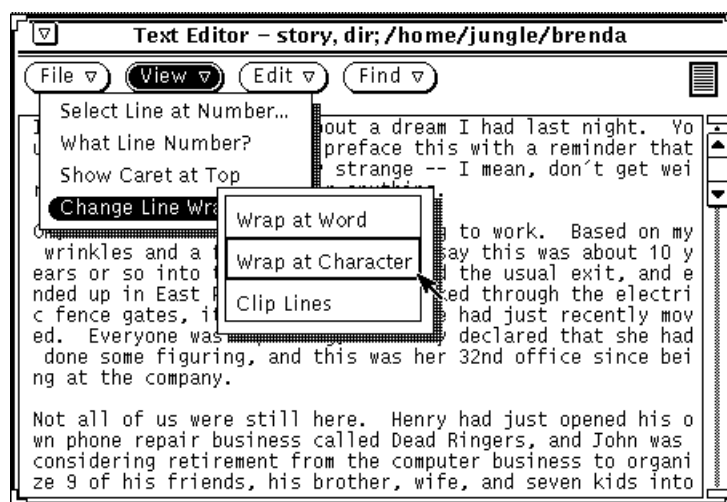 Text Editor – story, dir; /home/jungle/brenda
File View Edit Find
Select Line at Number...
What Line Number?
Show Caret at Top
Change Line Wra
Wrap at Word
Wrap at Character
Clip Lines
out a dream I had last night. Yo
preface this with a reminder that
strange -- I mean, don't get wei
to work. Based on my
wrinkles and a say this was about 10 y
ears or so into the usual exit, and e
nded up in East ed through the electri
c fence gates, i had just recently mov
ed. Everyone was declared that she had
done some figuring, and this was her 32nd office since bei
ng at the company.
Not all of us were still here. Henry had just opened his o
wn phone repair business called Dead Ringers, and John was
considering retirement from the computer business to organi
ze 9 of his friends, his brother, wife, and seven kids into